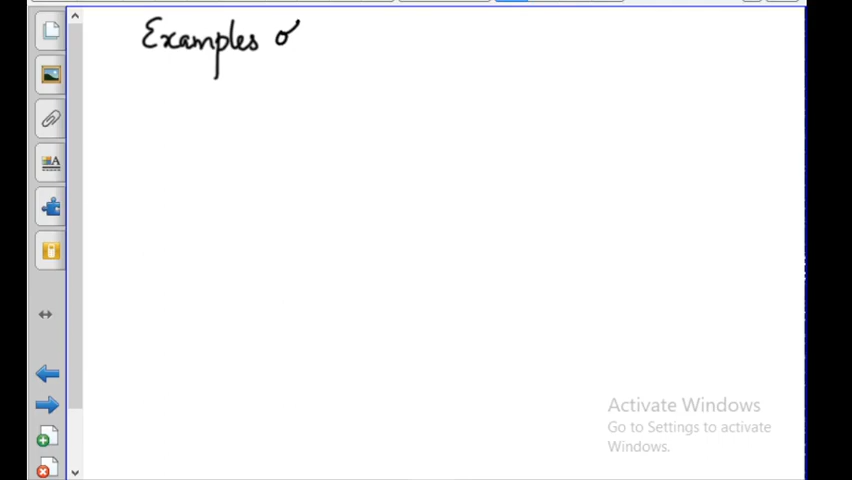 Examples o
Activate Windows
Go to Settings to activate
Windows.